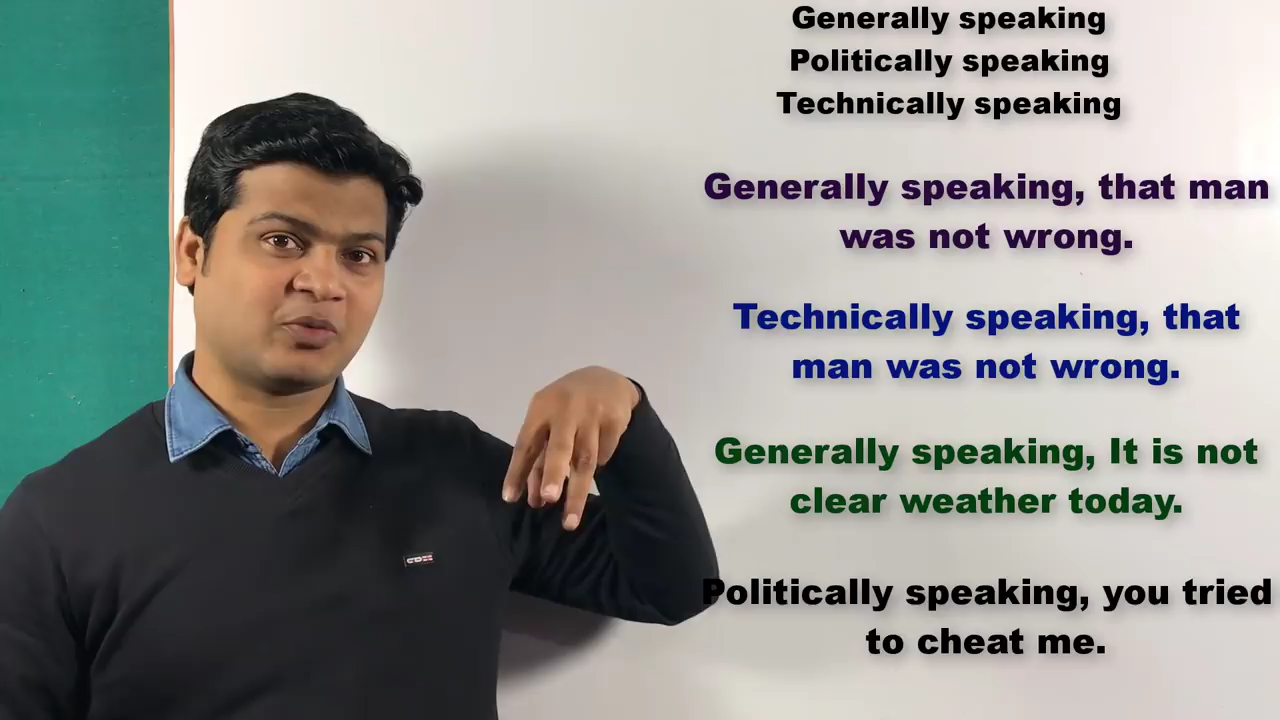 Generally speaking
Politically speaking
Technically speaking
Generally speaking, that man
was not wrong.
Technically speaking, that
man was not wrong.
Generally speaking, It is not
clear weather today.
Politically speaking, you tried
to cheat me.